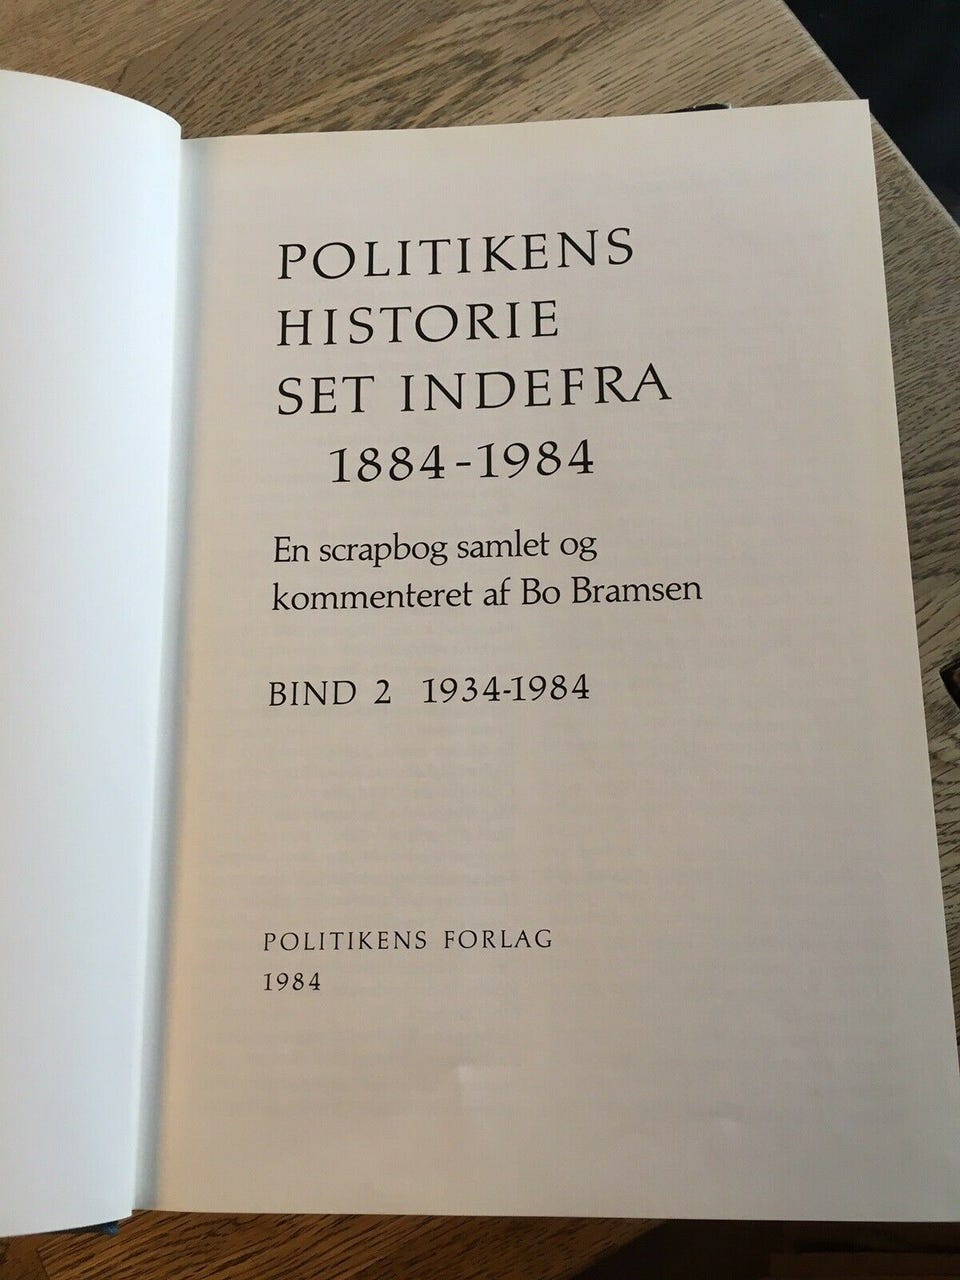 POLITIKENS
HISTORIE
SET INDEFRA
1884-1984
En scrapbog samlet og
kommenteret af Bo Bramsen
BIND 2 1934-1984
POLITIKENS FORLAG
1984